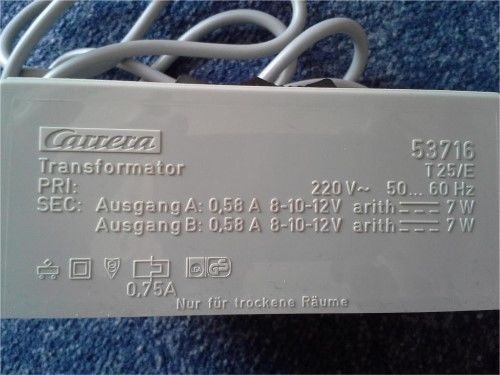 Carrera
53716
Transformator
T 25/E
PRI: 220 V~ 50...60 Hz
SEC: Ausgang A: 0,58 A 8-10-12V arith⎓ 7 W
Ausgang B: 0,58 A 8-10-12V arith⎓ 7 W
0,75A
Nur für trockene Räume